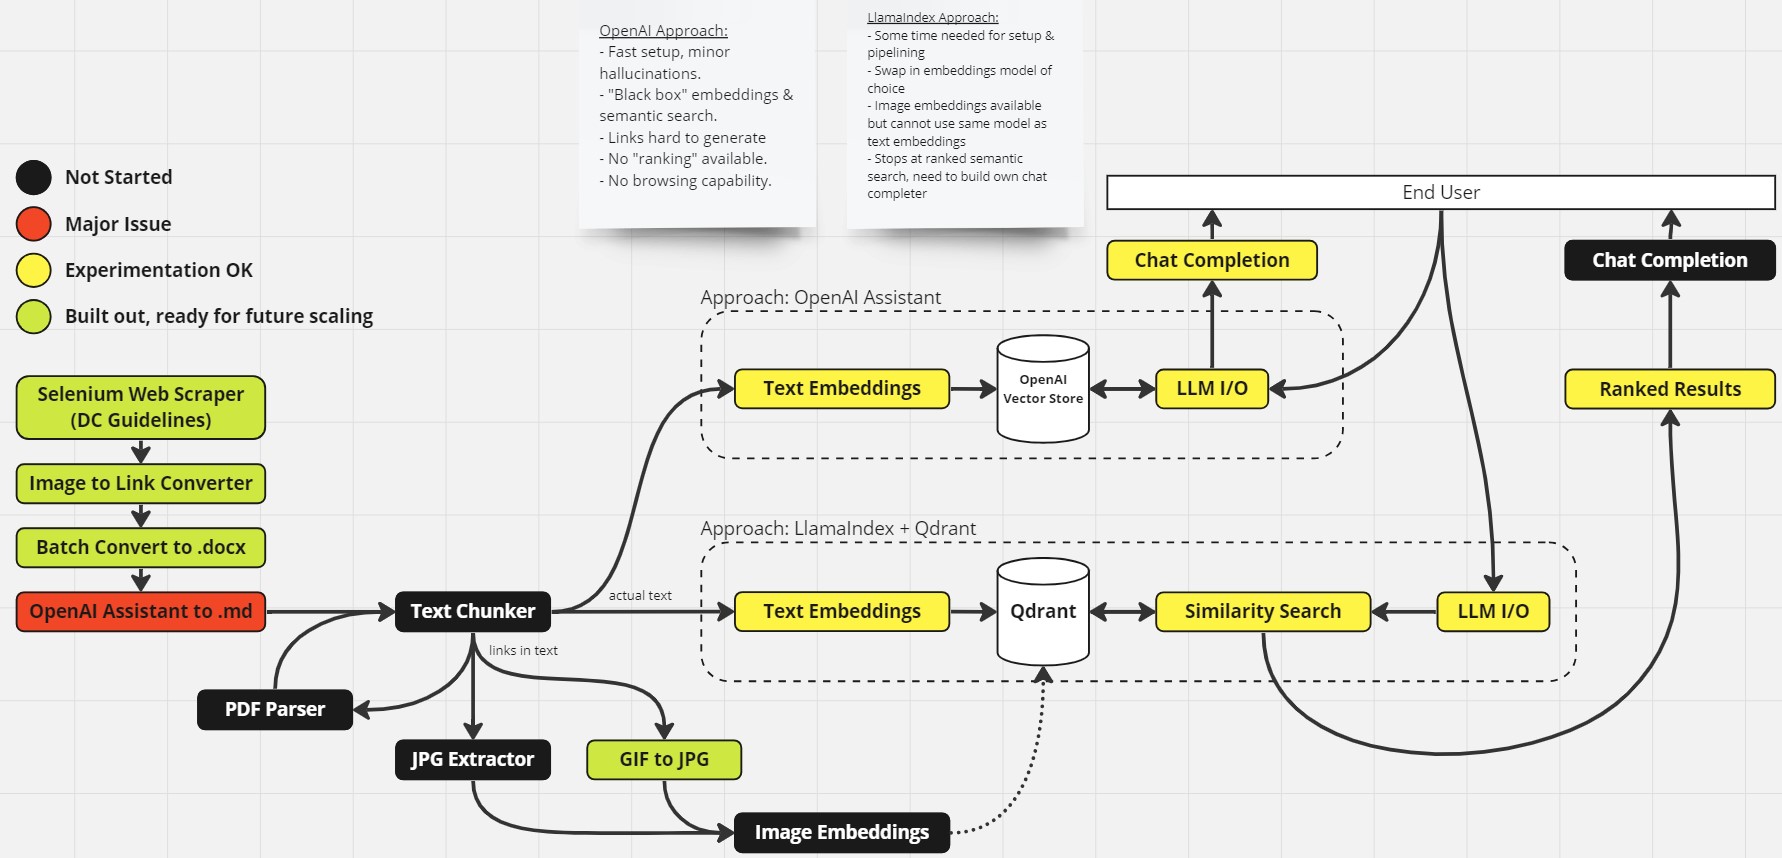 OpenAI Approach:
- Fast setup, minor
hallucinations.
- "Black box" embeddings &
semantic search.
- Links hard to generate
- No "ranking" available.
- No browsing capability.
LlamaIndex Approach:
- Some time needed for setup &
pipelining
- Swap in embeddings model of
choice
- Image embeddings available
but cannot use same model as
text embeddings
- Stops at ranked semantic
search, need to build own chat
completer
Not Started
Major Issue
Experimentation OK
Built out, ready for future scaling
End User
Chat Completion
Chat Completion
Approach: OpenAI Assistant
Text Embeddings
OpenAI
Vector Store
LLM I/O
Ranked Results
Selenium Web Scraper
(DC Guidelines)
Image to Link Converter
Batch Convert to .docx
OpenAI Assistant to .md
Text Chunker
actual text
links in text
Approach: LlamaIndex + Qdrant
Text Embeddings
Qdrant
Similarity Search
LLM I/O
PDF Parser
JPG Extractor
GIF to JPG
Image Embeddings